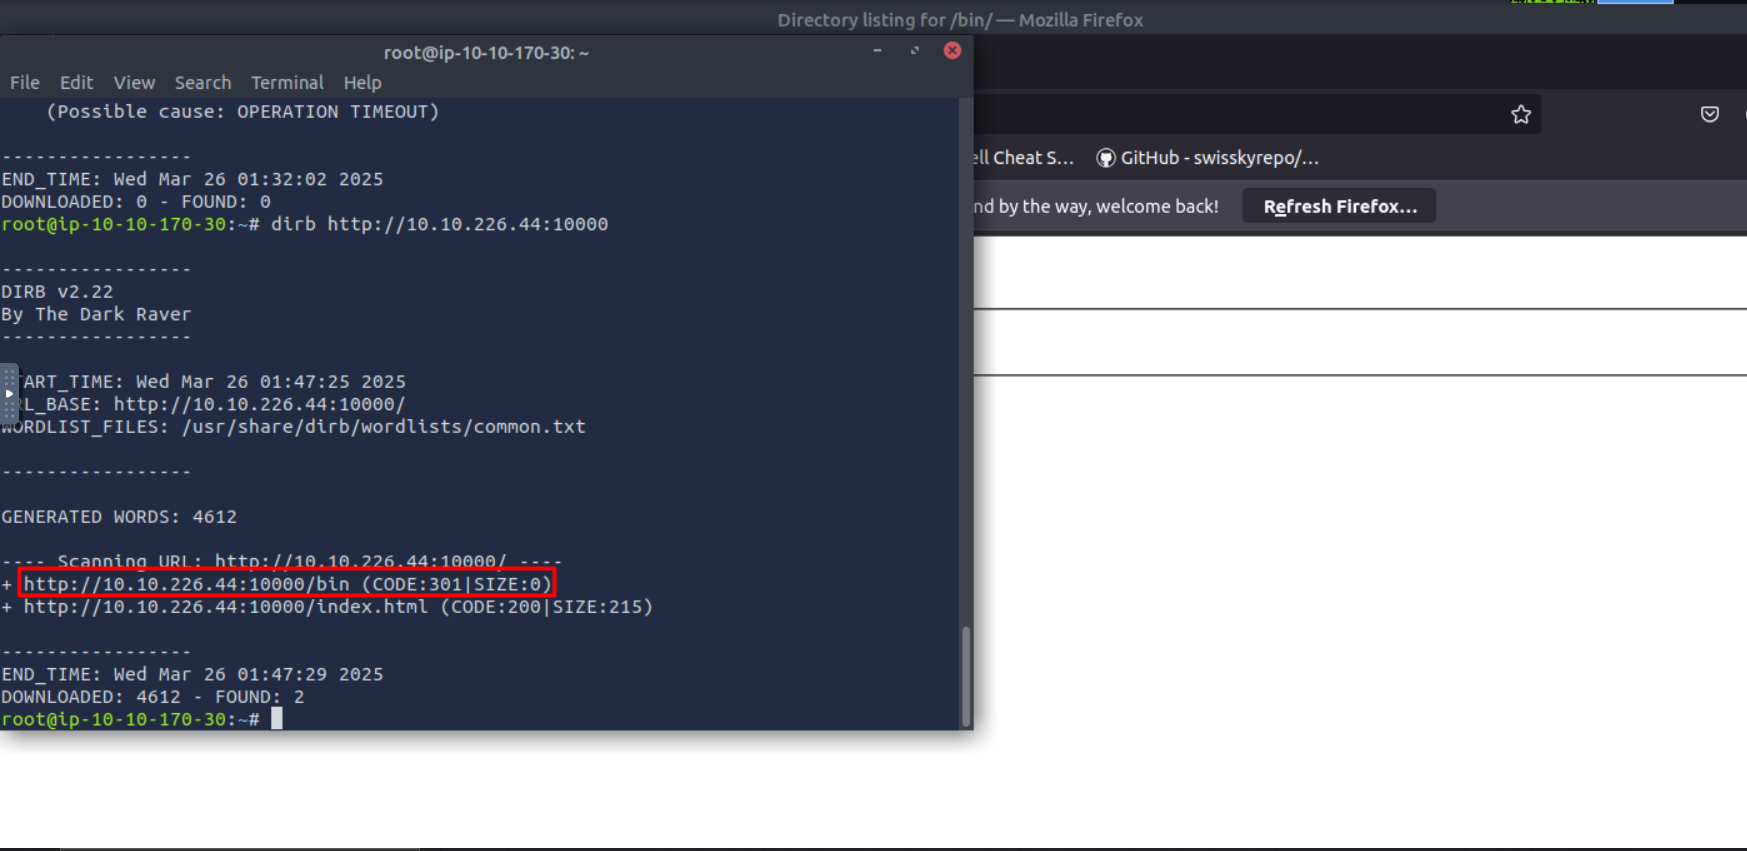 Directory listing for /bin/ — Mozilla Firefox
root@ip-10-10-170-30: ~
File Edit View Search Terminal Help
(Possible cause: OPERATION TIMEOUT)
-----------------
END_TIME: Wed Mar 26 01:32:02 2025
DOWNLOADED: 0 - FOUND: 0
root@ip-10-10-170-30:~# dirb http://10.10.226.44:10000
-----------------
DIRB v2.22
By The Dark Raver
-----------------
TART_TIME: Wed Mar 26 01:47:25 2025
RL_BASE: http://10.10.226.44:10000/
WORDLIST_FILES: /usr/share/dirb/wordlists/common.txt
-----------------
GENERATED WORDS: 4612
---- Scanning URL: http://10.10.226.44:10000/ ----
+ http://10.10.226.44:10000/bin (CODE:301|SIZE:0)
+ http://10.10.226.44:10000/index.html (CODE:200|SIZE:215)
-----------------
END_TIME: Wed Mar 26 01:47:29 2025
DOWNLOADED: 4612 - FOUND: 2
root@ip-10-10-170-30:~#
ell Cheat S... GitHub - swisskyrepo/...
nd by the way, welcome back! Refresh Firefox...